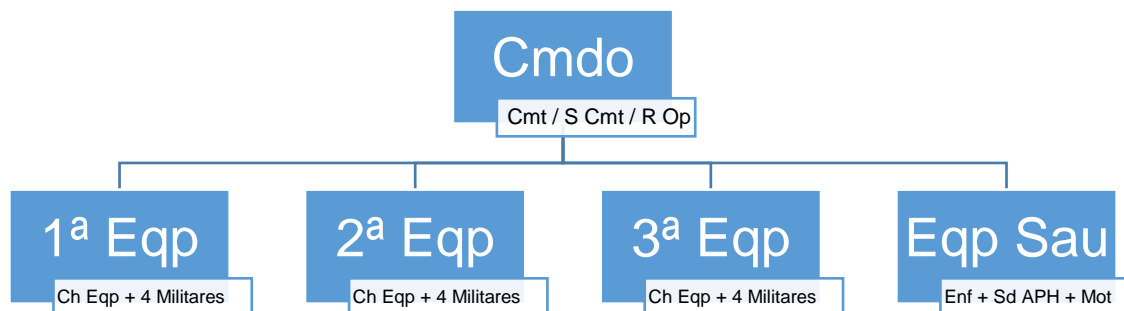 Cmdo
Cmt / S Cmt / R Op
1ª Eqp
Ch Eqp + 4 Militares
2ª Eqp
Ch Eqp + 4 Militares
3ª Eqp
Ch Eqp + 4 Militares
Eqp Sau
Enf + Sd APH + Mot